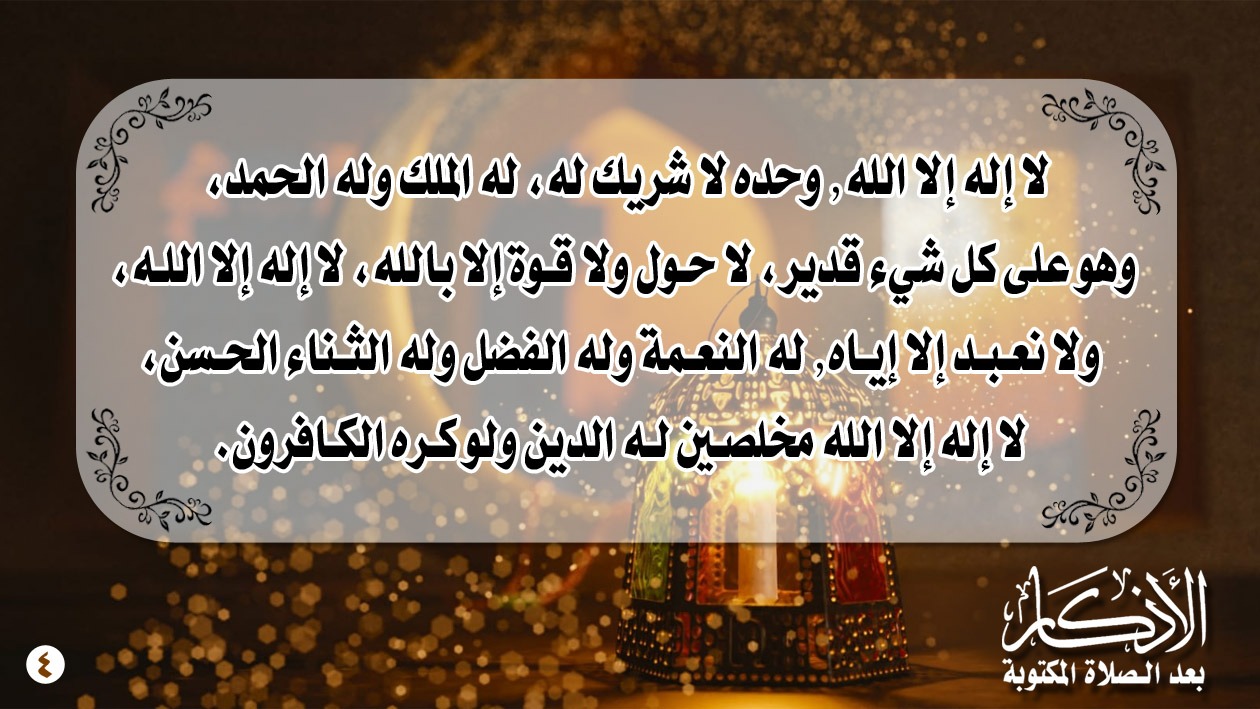 لا إله إلا الله , وحده لا شريك له ، له الملك وله الحمد،
وهو على كل شيء قدير ، لا حول ولا قوة إلا بالله ، لا إله إلا الله ،
ولا نعبد إلا إياه, له النعمة وله الفضل وله الثناء الحسن،
لا إله إلا الله مخلصين له الدين ولو كره الكافرون.
الأذكار
بعد الصلاة المكتوبة
٤